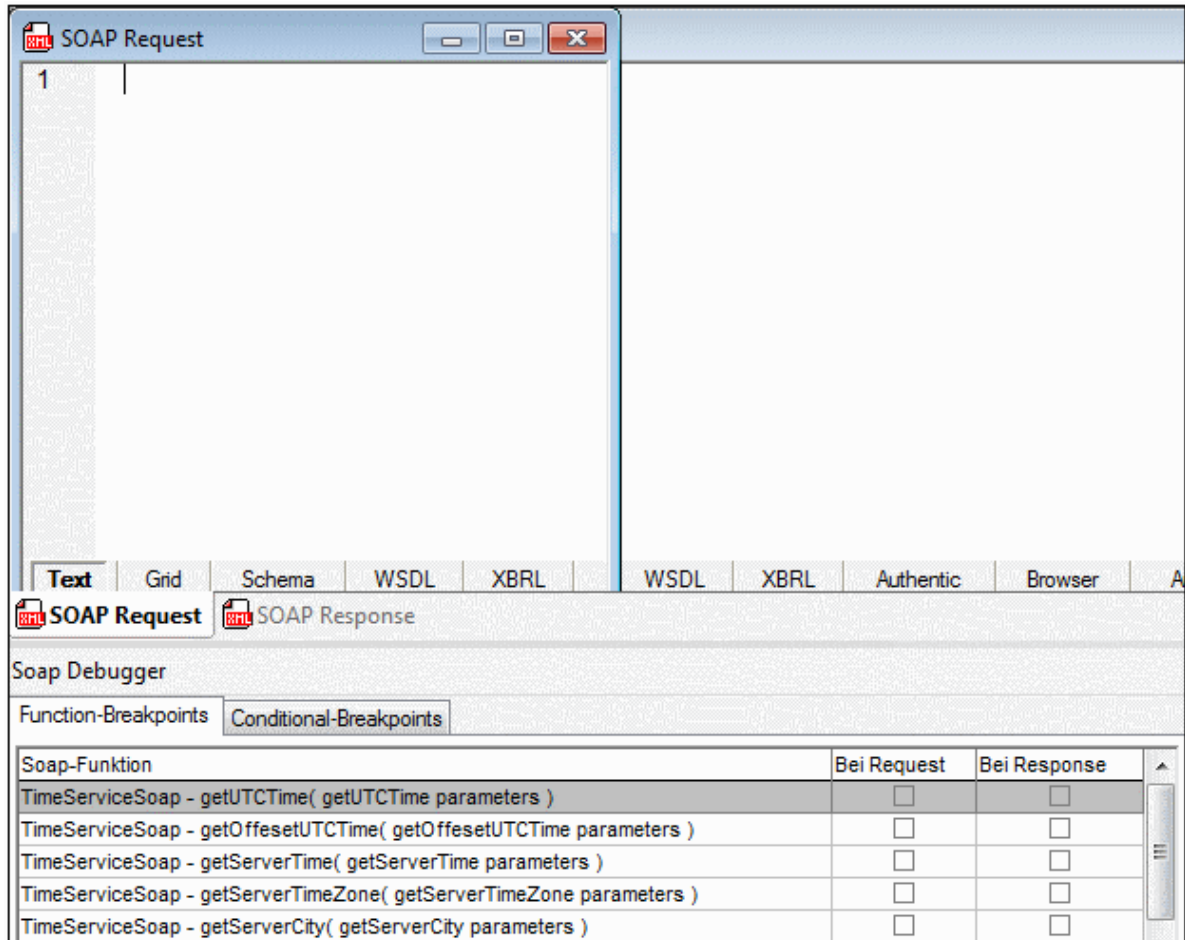 SOAP Request
1
Text Grid Schema WSDL XBRL WSDL XBRL Authentic Browser A
SOAP Request SOAP Response
Soap Debugger
Function-Breakpoints Conditional-Breakpoints
Soap-Funktion Bei Request Bei Response
TimeServiceSoap - getUTCTime( getUTCTime parameters )
TimeServiceSoap - getOffesetUTCTime( getOffesetUTCTime parameters )
TimeServiceSoap - getServerTime( getServerTime parameters )
TimeServiceSoap - getServerTimeZone( getServerTimeZone parameters )
TimeServiceSoap - getServerCity( getServerCity parameters )